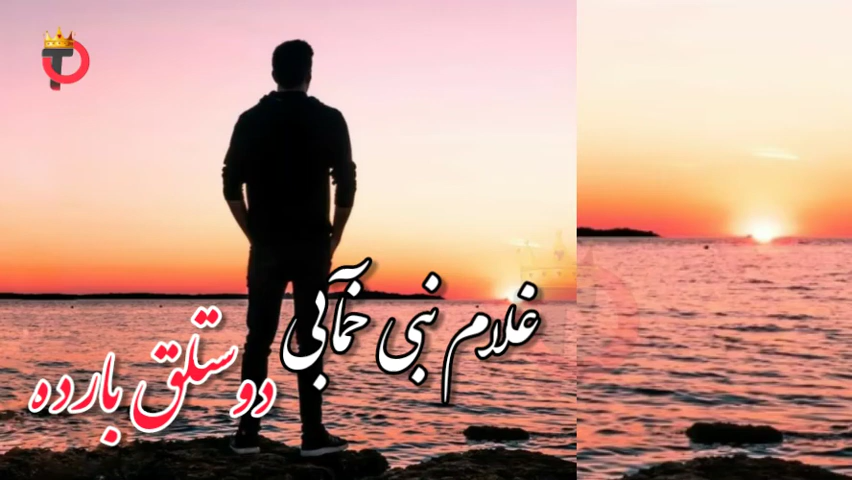 غلام نبی خمآبی
دوستلق بارده